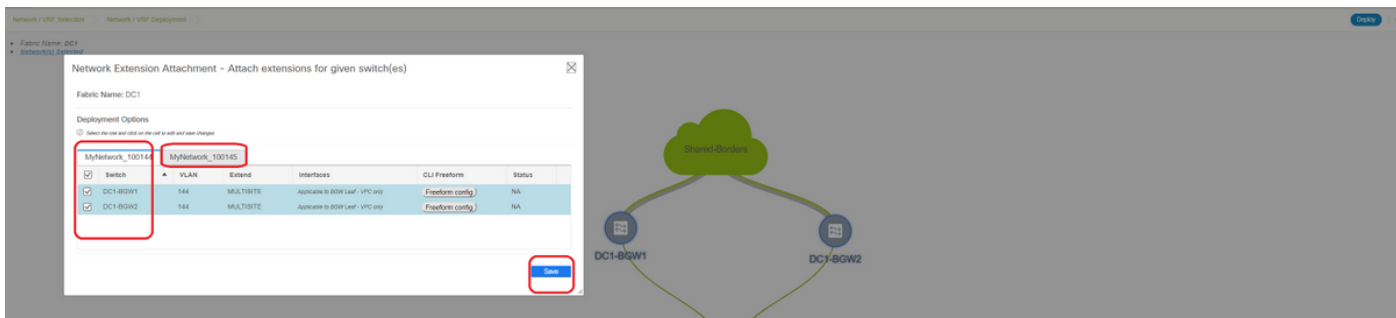 Network / VRF Selection
Network / VRF Deployment
Deploy
Fabric Name: DC1
Network(s) Selected
Network Extension Attachment - Attach extensions for given switch(es)
Fabric Name: DC1
Deployment Options
Select the row and click on the cell to edit and save changes
MyNetwork_100144 MyNetwork_100145
Switch VLAN Extend Interfaces CLI Freeform Status
DC1-BGW1 144 MULTISITE Applicable to BGW Leaf - VPC only Freeform config NA
DC1-BGW2 144 MULTISITE Applicable to BGW Leaf - VPC only Freeform config NA
Save
Shared-Borders
DC1-BGW1
DC1-BGW2